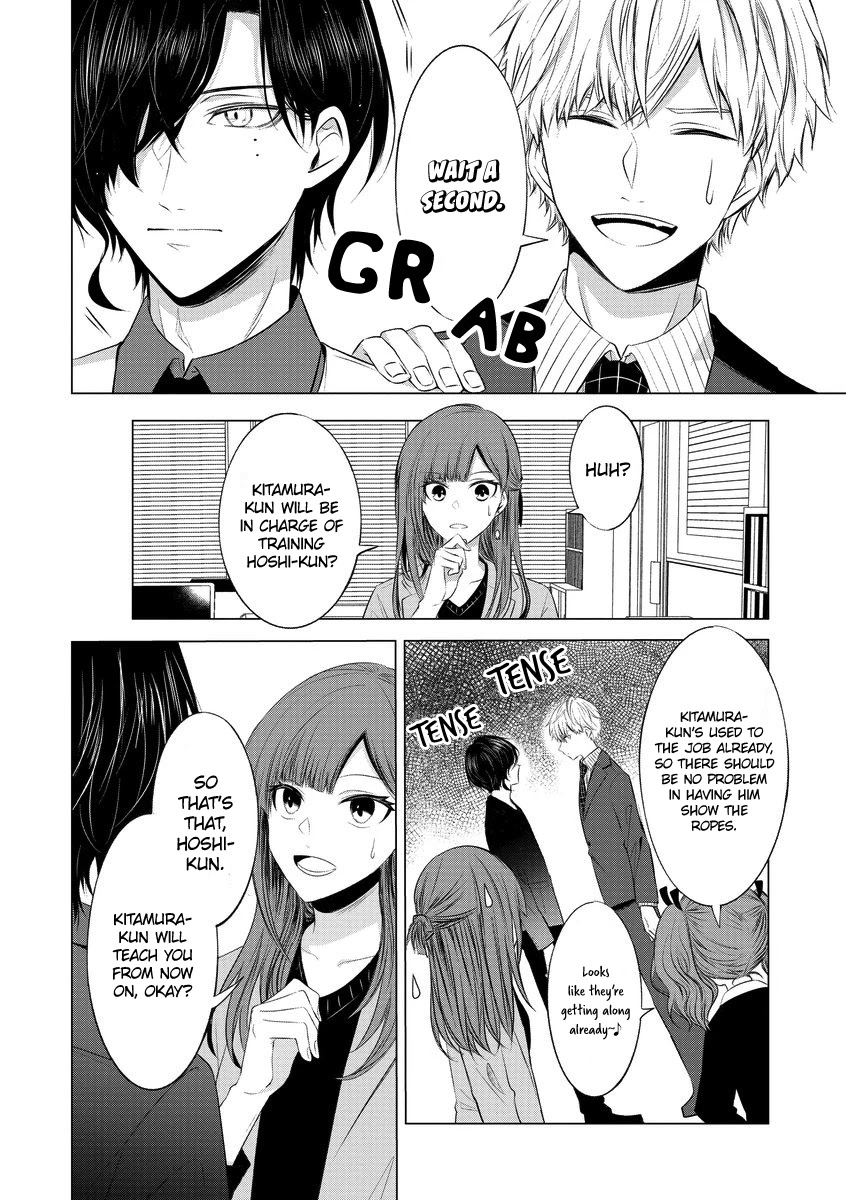 WAIT A
SECOND.
GR
AB
HUH?
KITAMURA-
KUN WILL BE
IN CHARGE OF
TRAINING
HOSHI-KUN?
KITAMURA-
KUN'S USED TO
THE JOB ALREADY,
SO THERE SHOULD
BE NO PROBLEM
IN HAVING HIM
SHOW THE
ROPES.
TENSE
TENSE
Looks
like they're
getting along
already~♪
SO
THAT'S
THAT,
HOSHI-
KUN.
KITAMURA-
KUN WILL
TEACH YOU
FROM NOW
ON, OKAY?